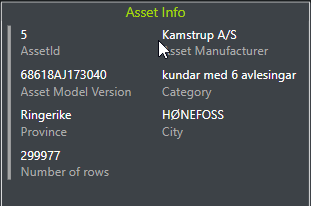 Asset Info
5
AssetId
Kamstrup A/S
Asset Manufacturer
68618AJ173040
Asset Model Version
kundar med 6 avlesingar
Category
Ringerike
Province
HØNEFOSS
City
299977
Number of rows